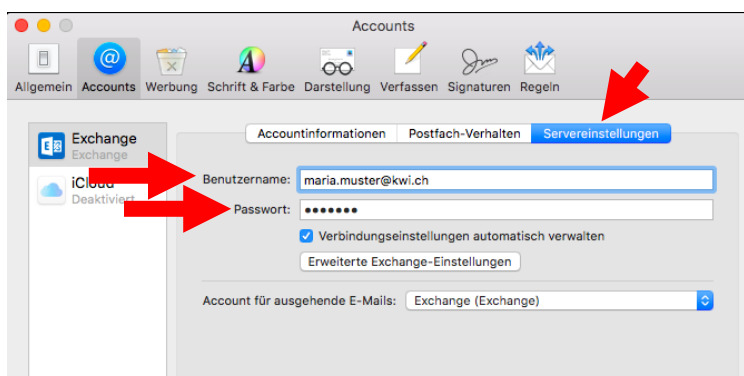 Accounts
Allgemein Accounts Werbung Schrift & Farbe Darstellung Verfassen Signaturen Regeln
Exchange
Exchange
iCloud
Deaktiviert
Accountinformationen Postfach-Verhalten Servereinstellungen
Benutzername: maria.muster@kwi.ch
Passwort: •••••••
Verbindungseinstellungen automatisch verwalten
Erweiterte Exchange-Einstellungen
Account für ausgehende E-Mails: Exchange (Exchange)